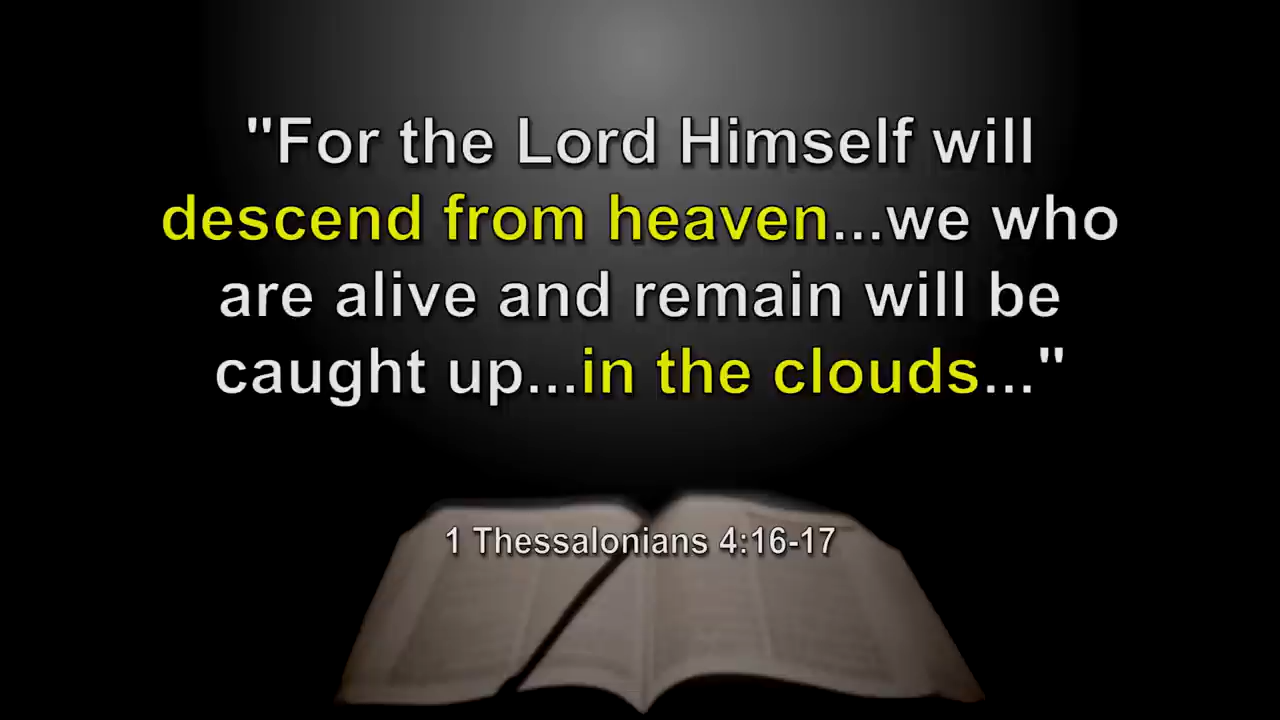 "For the Lord Himself will
descend from heaven...we who
are alive and remain will be
caught up...in the clouds..."
1 Thessalonians 4:16-17